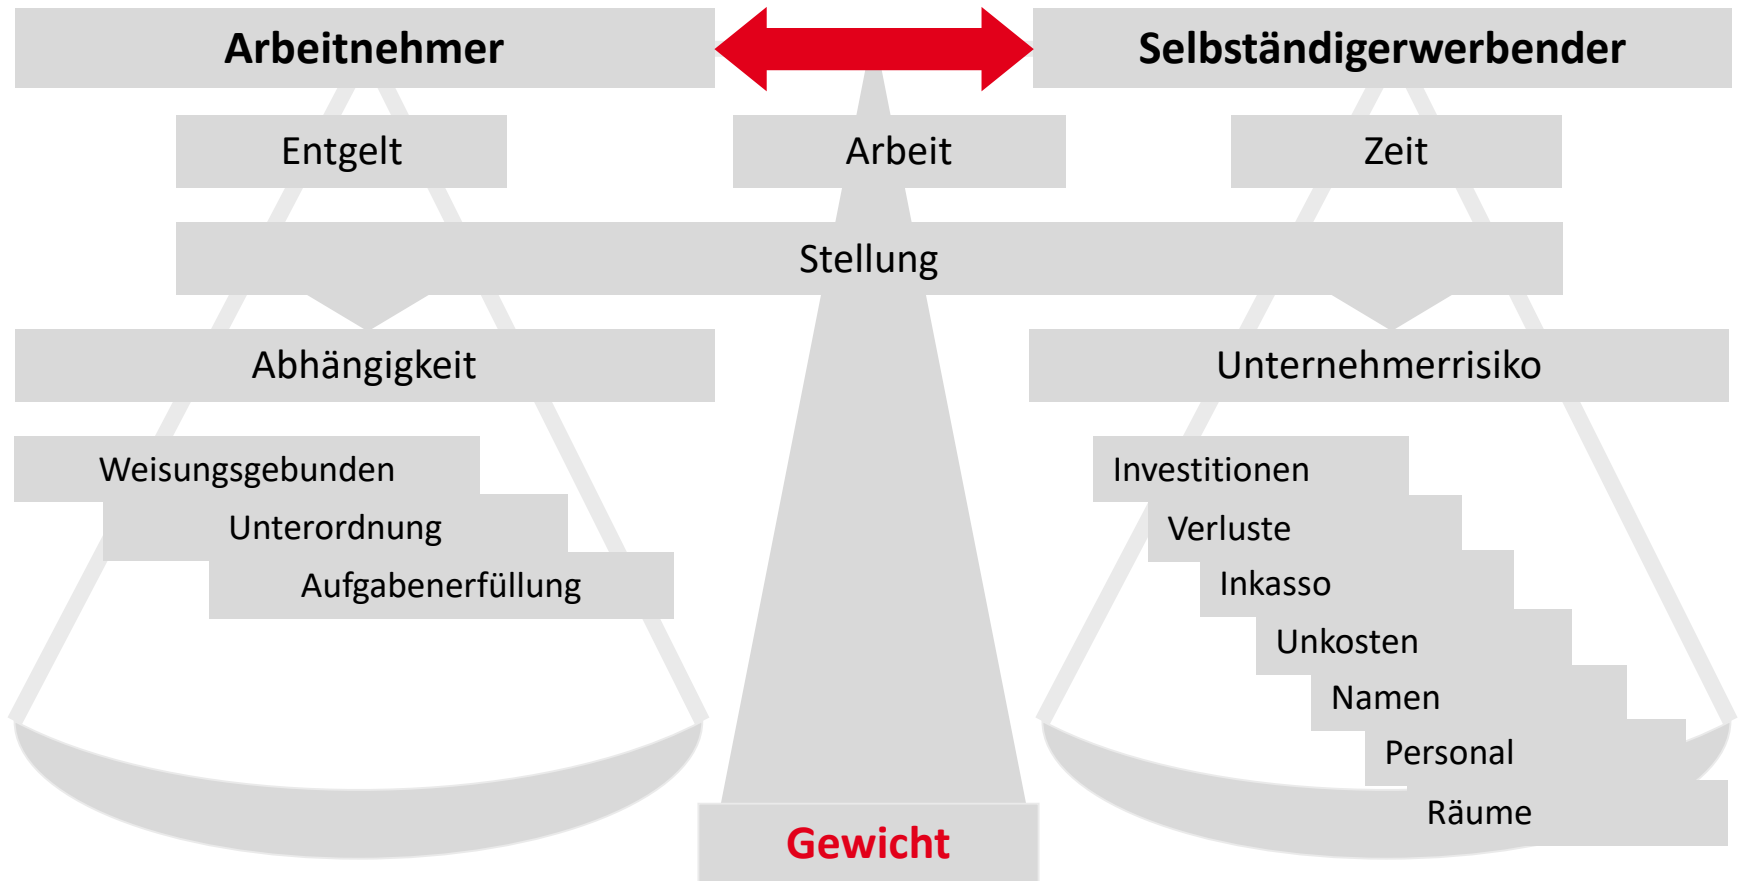 Arbeitnehmer
Selbständigerwerbender
Entgelt
Arbeit
Zeit
Stellung
Abhängigkeit
Unternehmerrisiko
Weisungsgebunden
Unterordnung
Aufgabenerfüllung
Investitionen
Verluste
Inkasso
Unkosten
Namen
Personal
Räume
Gewicht